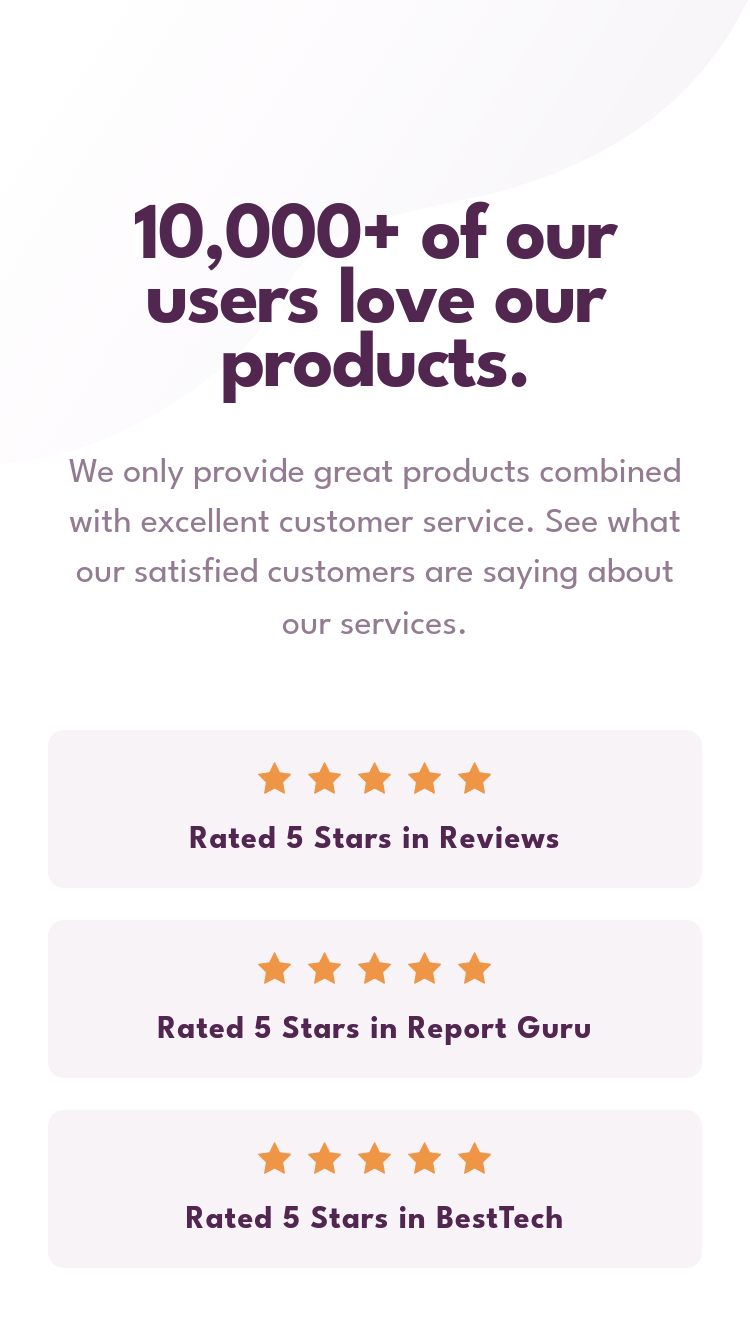 10,000+ of our
users love our
products.
We only provide great products combined
with excellent customer service. See what
our satisfied customers are saying about
our services.
Rated 5 Stars in Reviews
Rated 5 Stars in Report Guru
Rated 5 Stars in BestTech